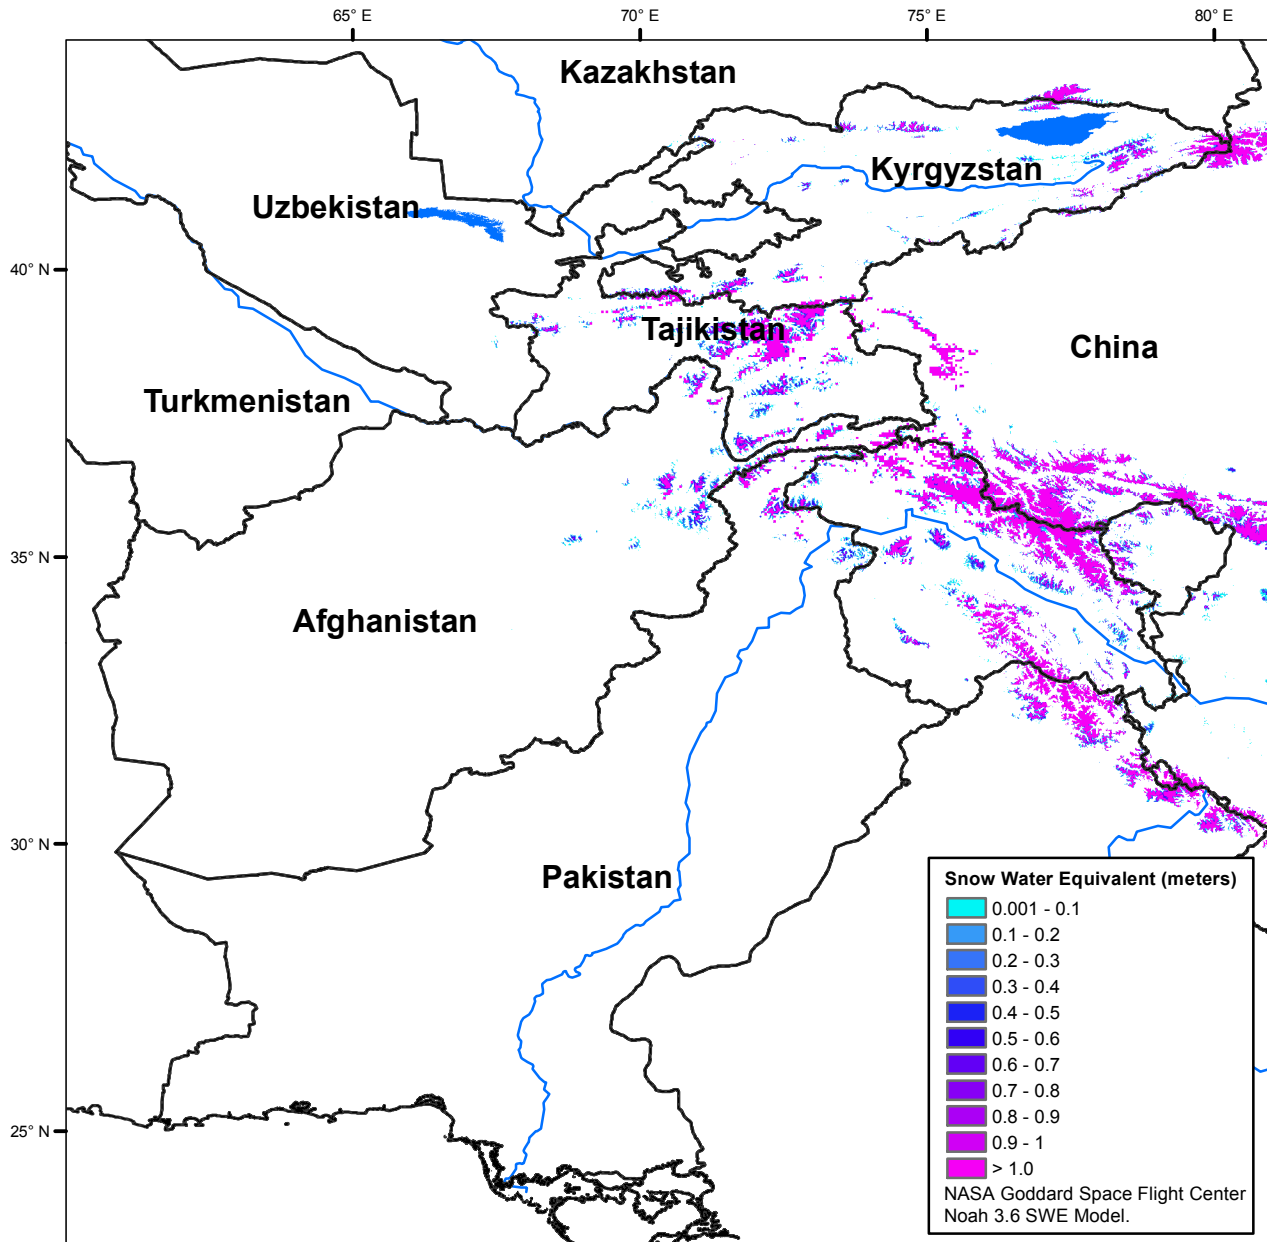 65° E
70° E
75° E
80° E
Kazakhstan
Kyrgyzstan
Uzbekistan
40° N
Tajikistan
China
Turkmenistan
35° N
Afghanistan
30° N
Pakistan
25° N
Snow Water Equivalent (meters)
0.001 - 0.1
0.1 - 0.2
0.2 - 0.3
0.3 - 0.4
0.4 - 0.5
0.5 - 0.6
0.6 - 0.7
0.7 - 0.8
0.8 - 0.9
0.9 - 1
> 1.0
NASA Goddard Space Flight Center
Noah 3.6 SWE Model.